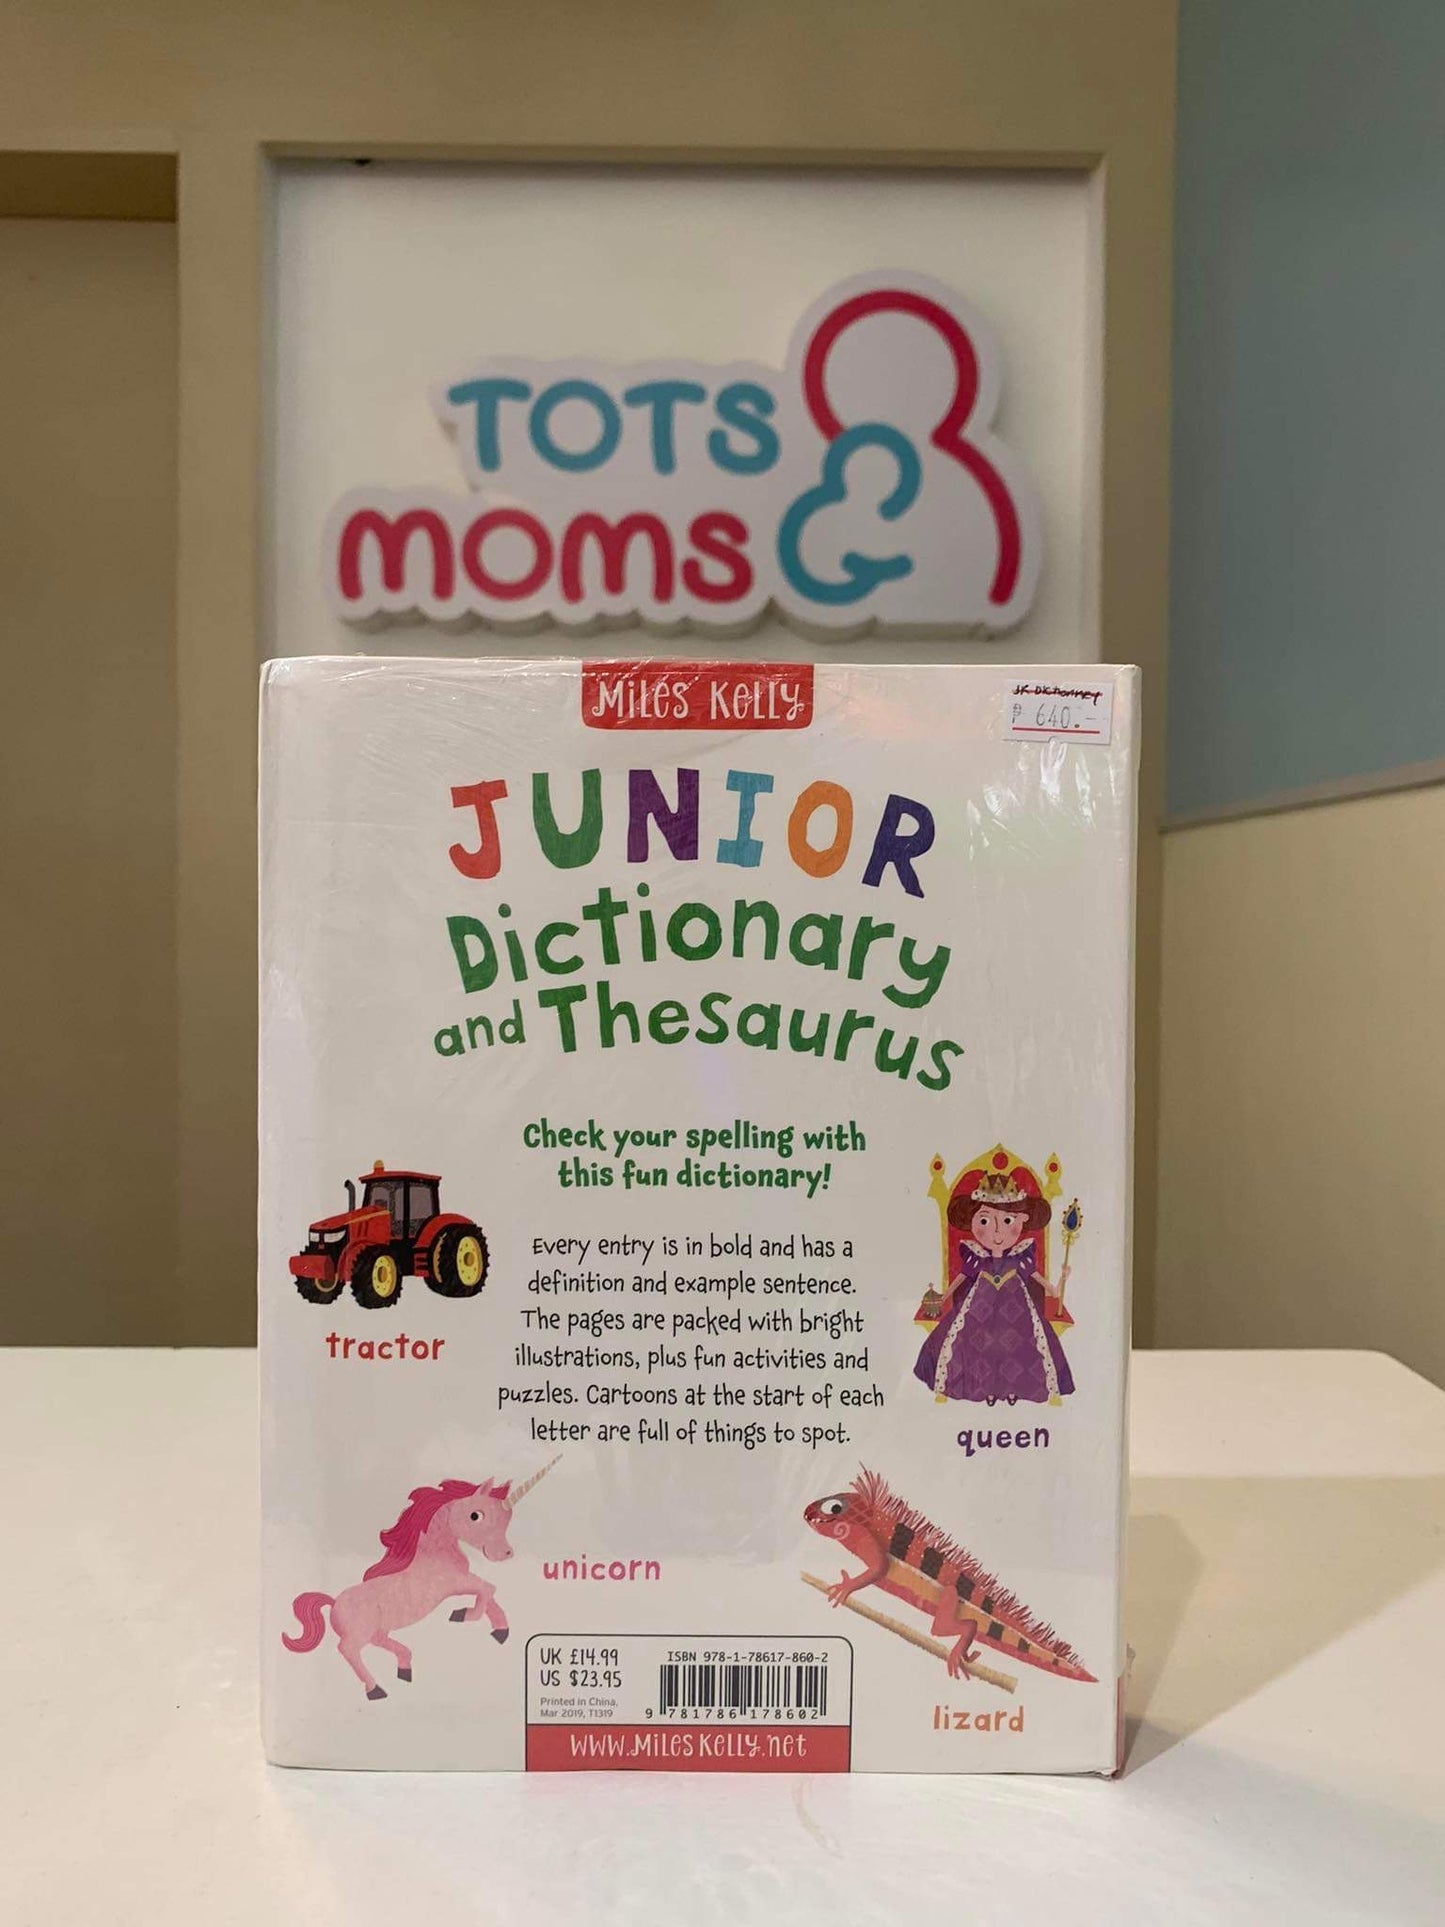 TOTS
MOMS &
MiLes Kelly
JR DICTIONARY
₱ 640.-
JUNIOR
Dictionary
and Thesaurus
Check your spelling with
this fun dictionary!
Every entry is in bold and has a
definition and example sentence.
The pages are packed with bright
illustrations, plus fun activities and
puzzles. Cartoons at the start of each
letter are full of things to spot.
tractor
queen
unicorn
lizard
UK £14.99
US $23.95
Printed in China,
Mar 2019, T1319
ISBN 978-1-78617-860-2
9 781786 178602
WWW.MiLesKeLLy.net